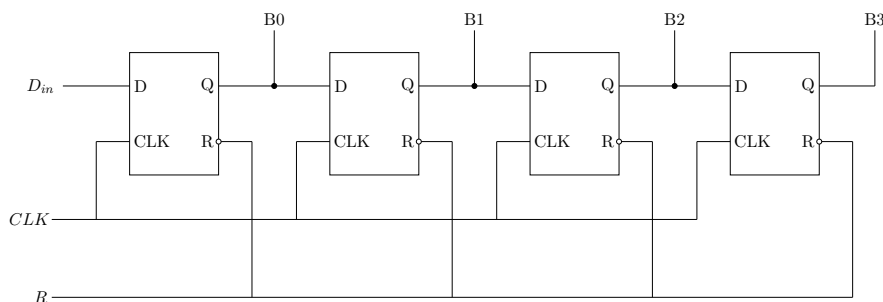 B0 B1 B2 B3
D_in D Q D Q D Q D Q
CLK R CLK R CLK R CLK R
CLK
R